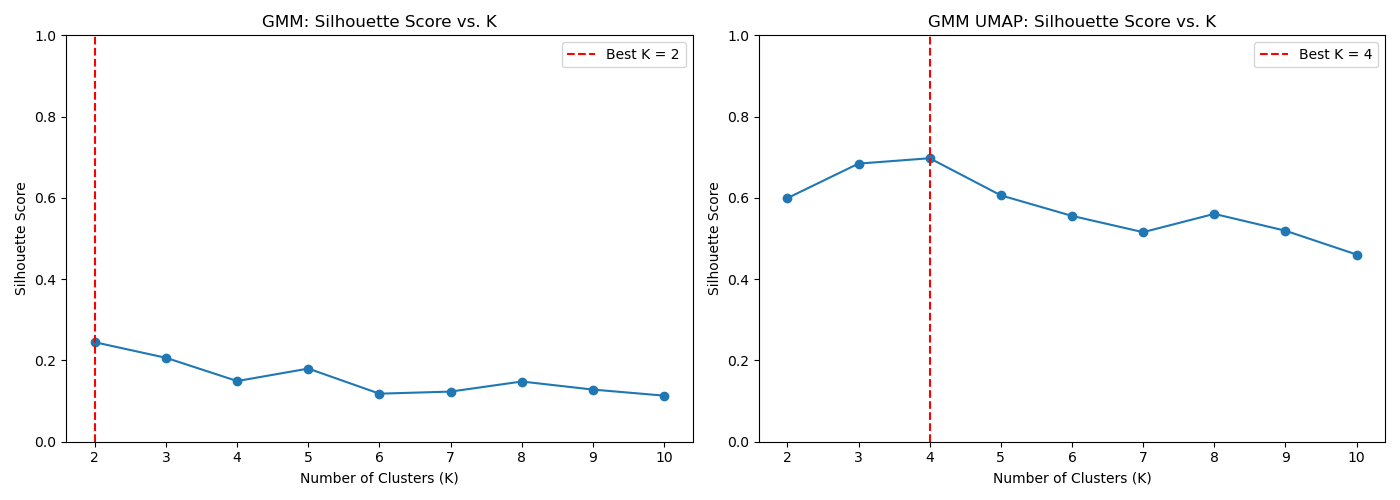 GMM: Silhouette Score vs. K
Best K = 2
Silhouette Score
1.0
0.8
0.6
0.4
0.2
0.0
2 3 4 5 6 7 8 9 10
Number of Clusters (K)
GMM UMAP: Silhouette Score vs. K
Best K = 4
Silhouette Score
1.0
0.8
0.6
0.4
0.2
0.0
2 3 4 5 6 7 8 9 10
Number of Clusters (K)